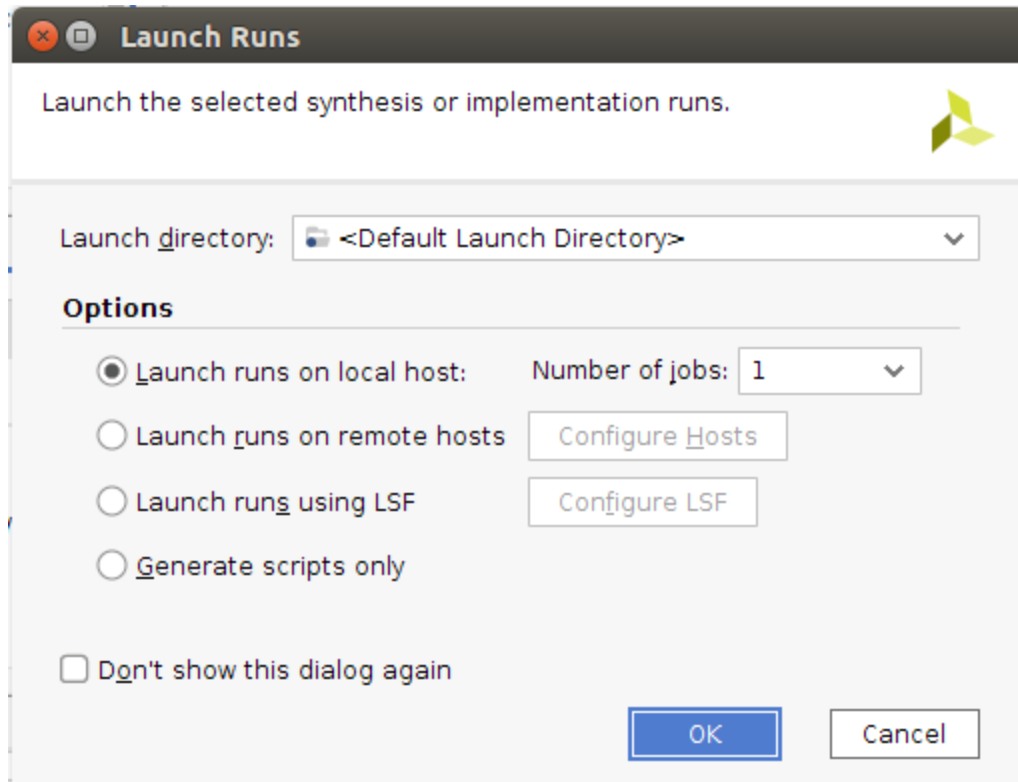 Launch Runs
Launch the selected synthesis or implementation runs.
Launch directory: <Default Launch Directory>
Options
Launch runs on local host: Number of jobs: 1
Launch runs on remote hosts Configure Hosts
Launch runs using LSF Configure LSF
Generate scripts only
Don't show this dialog again
OK Cancel